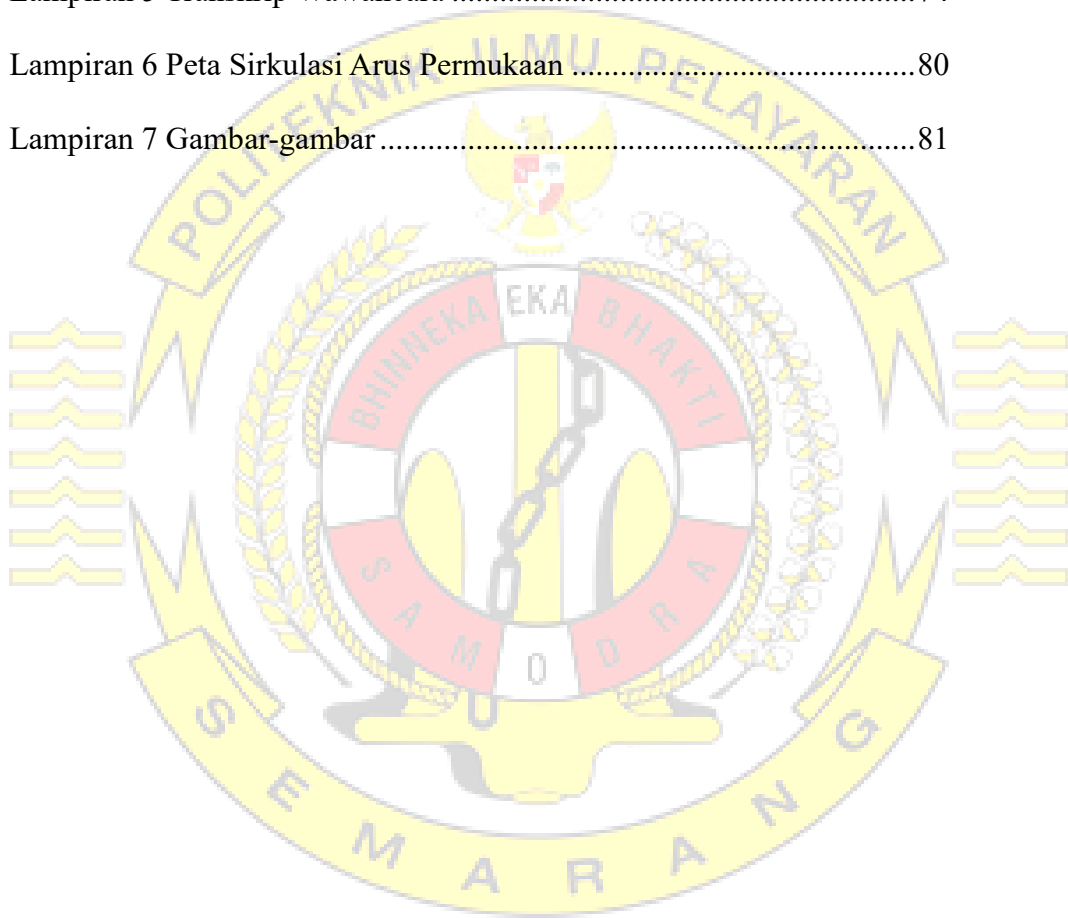 Lampiran 6 Peta Sirkulasi Arus Permukaan .....................................80
Lampiran 7 Gambar-gambar.........................................................81
POLITEKNIK ILMU PELAYARAN
BHINNEKA EKA BHAKTI
SAMODRA
SEMARANG